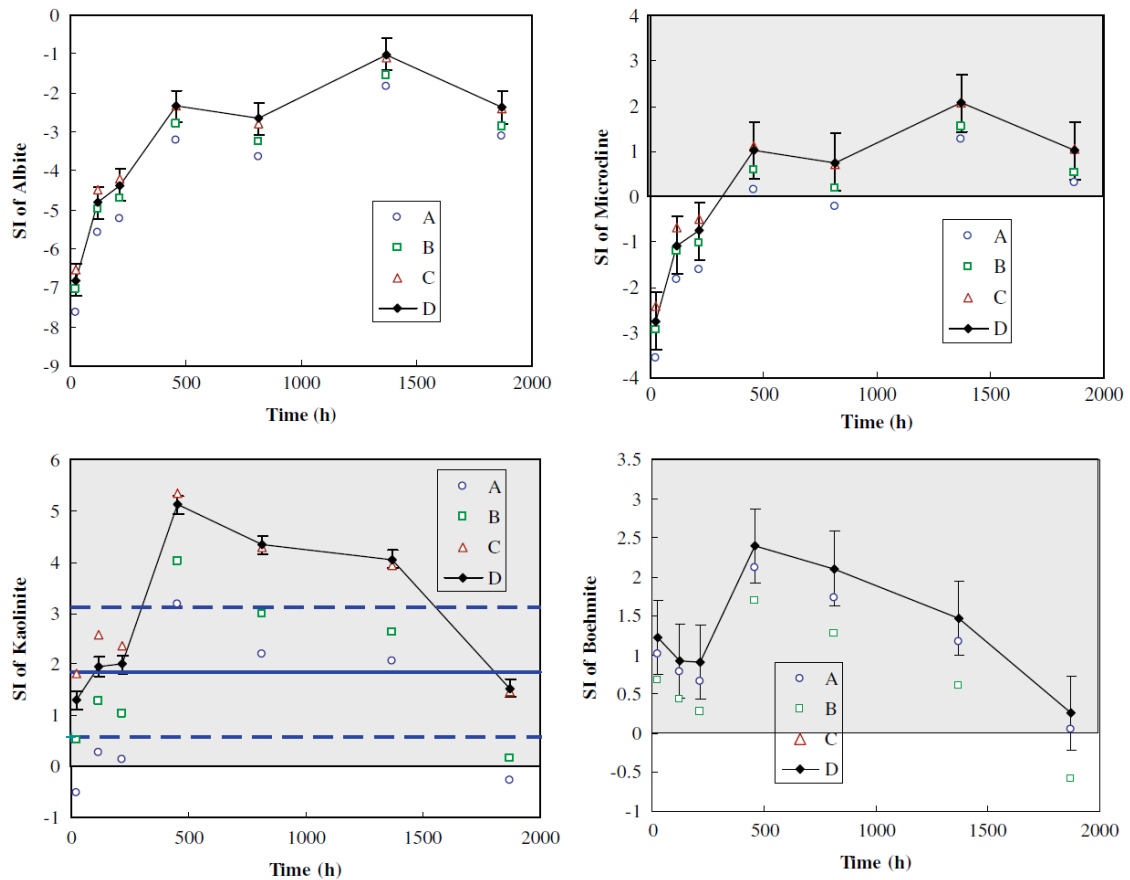 0
-1
-2
-3
-4
-5
-6
-7
-8
-9
SI of Albite
A
B
C
D
0 500 1000 1500 2000
Time (h)
4
3
2
1
0
-1
-2
-3
-4
SI of Microcline
A
B
C
D
0 500 1000 1500 2000
Time (h)
6
5
4
3
2
1
0
-1
SI of Kaolinite
A
B
C
D
0 500 1000 1500 2000
Time (h)
3.5
3
2.5
2
1.5
1
0.5
0
-0.5
-1
SI of Boehmite
A
B
C
D
0 500 1000 1500 2000
Time (h)